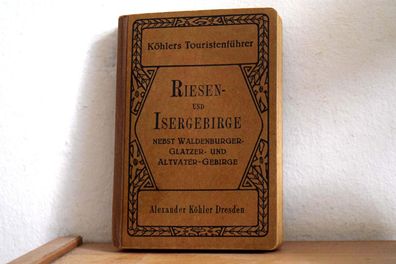 Köhlers Touristenführer
RIESEN-
UND
ISERGEBIRGE
NEBST WALDENBURGER-
GLATZER- UND
ALTVATER-GEBIRGE
Alexander Köhler Dresden